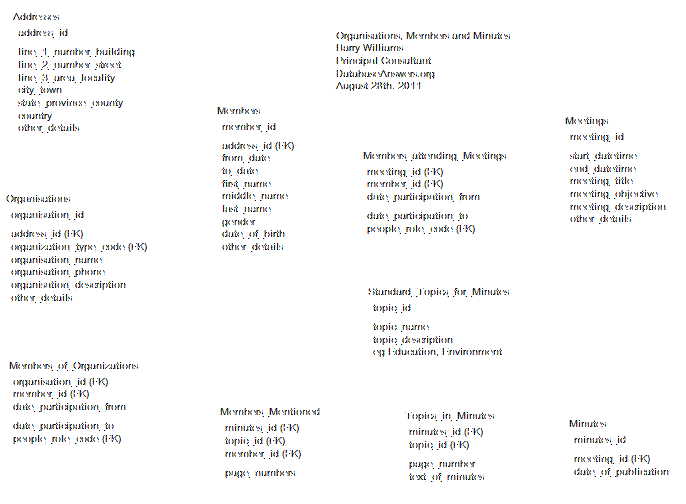 Addresses
address_id
line_1_number_building
line_2_number_street
line_3_area_locality
city_town
state_province_county
country
other_details
Organisations, Members and Minutes
Barry Williams
Principal Consultant
DatabaseAnswers.org
August 28th. 2011
Members
member_id
address_id (FK)
from_date
to_date
first_name
middle_name
last_name
gender
date_of_birth
other_details
Members_attending_Meetings
meeting_id (FK)
member_id (FK)
date_participation_from
date_participation_to
people_role_code (FK)
Meetings
meeting_id
start_datetime
end_datetime
meeting_title
meeting_objective
meeting_description
other_details
Organisations
organisation_id
address_id (FK)
organization_type_code (FK)
organisation_name
organisation_phone
organisation_description
other_details
Standard_Topics_for_Minutes
topic_id
topic_name
topic_description
eg Education, Environment
Members_of_Organizations
organisation_id (FK)
member_id (FK)
date_participation_from
date_participation_to
people_role_code (FK)
Members_Mentioned
minutes_id (FK)
topic_id (FK)
member_id (FK)
page_numbers
Topics_in_Minutes
minutes_id (FK)
topic_id (FK)
page_number
text_of_minutes
Minutes
minutes_id
meeting_id (FK)
date_of_publication